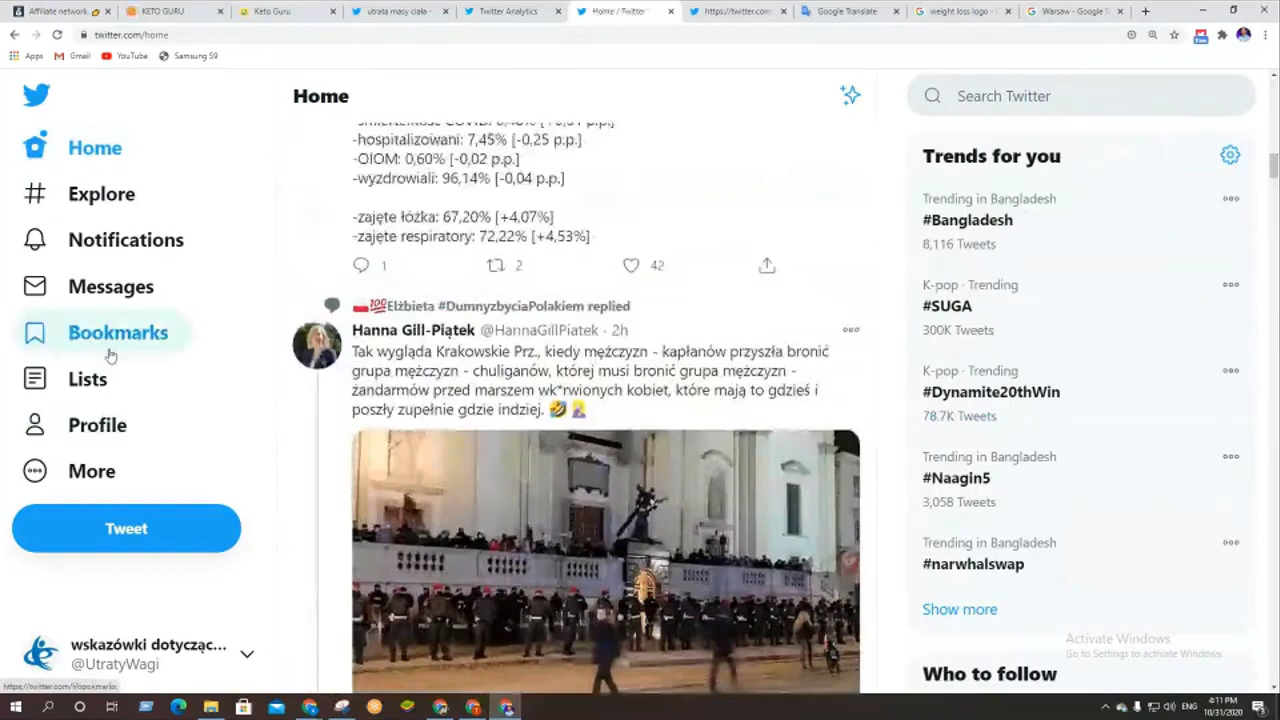 Affiliate network.
KETO GURU
Keto Guru
utrata masy ciała -
Twitter Analytics
Home / Twitter
https://twitter.com
Google Translate
weight loss logo -
Warsaw - Google S
twitter.com/home
Apps
Gmail
YouTube
Samsung S9
Home
Search Twitter
Home
Explore
Notifications
Messages
Bookmarks
Lists
Profile
More
Tweet
wskazówki dotycząc...
@UtratyWagi
https://twitter.com/i/bookmarks
-hospitalizowani: 7,45% [-0,25 p.p.]
-OIOM: 0,60% [-0,02 p.p.]
-wyzdrowiali: 96,14% [-0,04 p.p.]
-zajęte łóżka: 67,20% [+4,07%]
-zajęte respiratory: 72,22% [+4,53%]
1
2
42
Elżbieta #DumnyzbyciaPolakiem replied
Hanna Gill-Piątek @HannaGillPiatek · 2h
Tak wygląda Krakowskie Prz., kiedy mężczyzn - kapłanów przyszła bronić
grupa mężczyzn - chuliganów, której musi bronić grupa mężczyzn -
żandarmów przed marszem wk*rwionych kobiet, które mają to gdzieś i
poszły zupełnie gdzie indziej.
Trends for you
Trending in Bangladesh
#Bangladesh
8,116 Tweets
K-pop · Trending
#SUGA
300K Tweets
K-pop · Trending
#Dynamite20thWin
78.7K Tweets
Trending in Bangladesh
#Naagin5
3,058 Tweets
Trending in Bangladesh
#narwhalswap
Show more
Activate Windows
Go to Settings to activate Windows.
Who to follow
4:11 PM
10/31/2020